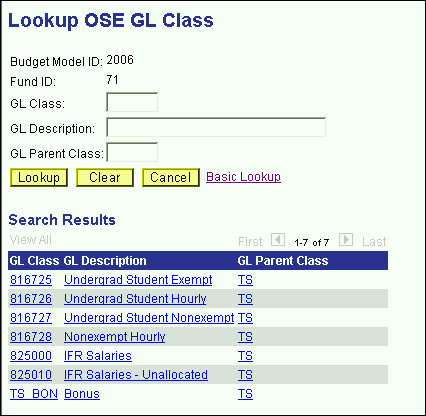 Lookup OSE GL Class
Budget Model ID: 2006
Fund ID: 71
GL Class:
GL Description:
GL Parent Class:
Lookup Clear Cancel Basic Lookup
Search Results
View All First 1-7 of 7 Last
GL Class GL Description GL Parent Class
816725 Undergrad Student Exempt TS
816726 Undergrad Student Hourly TS
816727 Undergrad Student Nonexempt TS
816728 Nonexempt Hourly TS
825000 IFR Salaries TS
825010 IFR Salaries - Unallocated TS
TS_BON Bonus TS